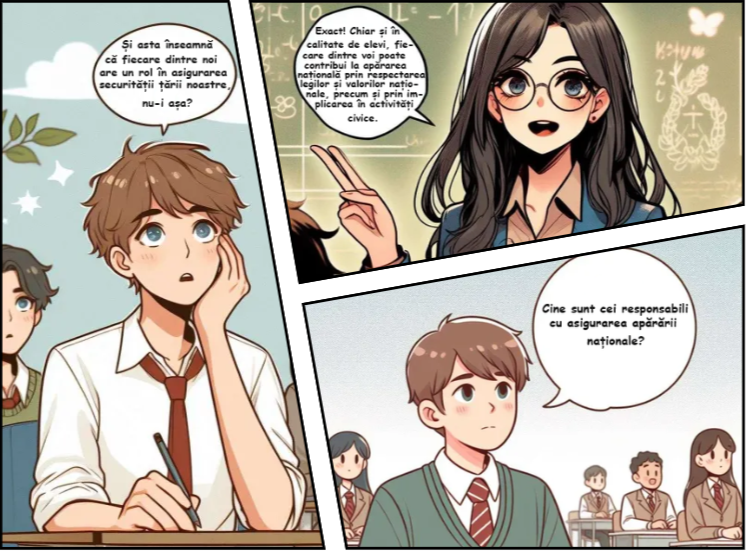 Și asta înseamnă
că fiecare dintre noi
are un rol în asigurarea
securității țării noastre,
nu-i așa?
Exact! Chiar și în
calitate de elevi, fie-
care dintre voi poate
contribui la apărarea
națională prin respectarea
legilor și valorilor națio-
nale, precum și prin im-
plicarea în activități
civice.
Cine sunt cei responsabili
cu asigurarea apărării
naționale?